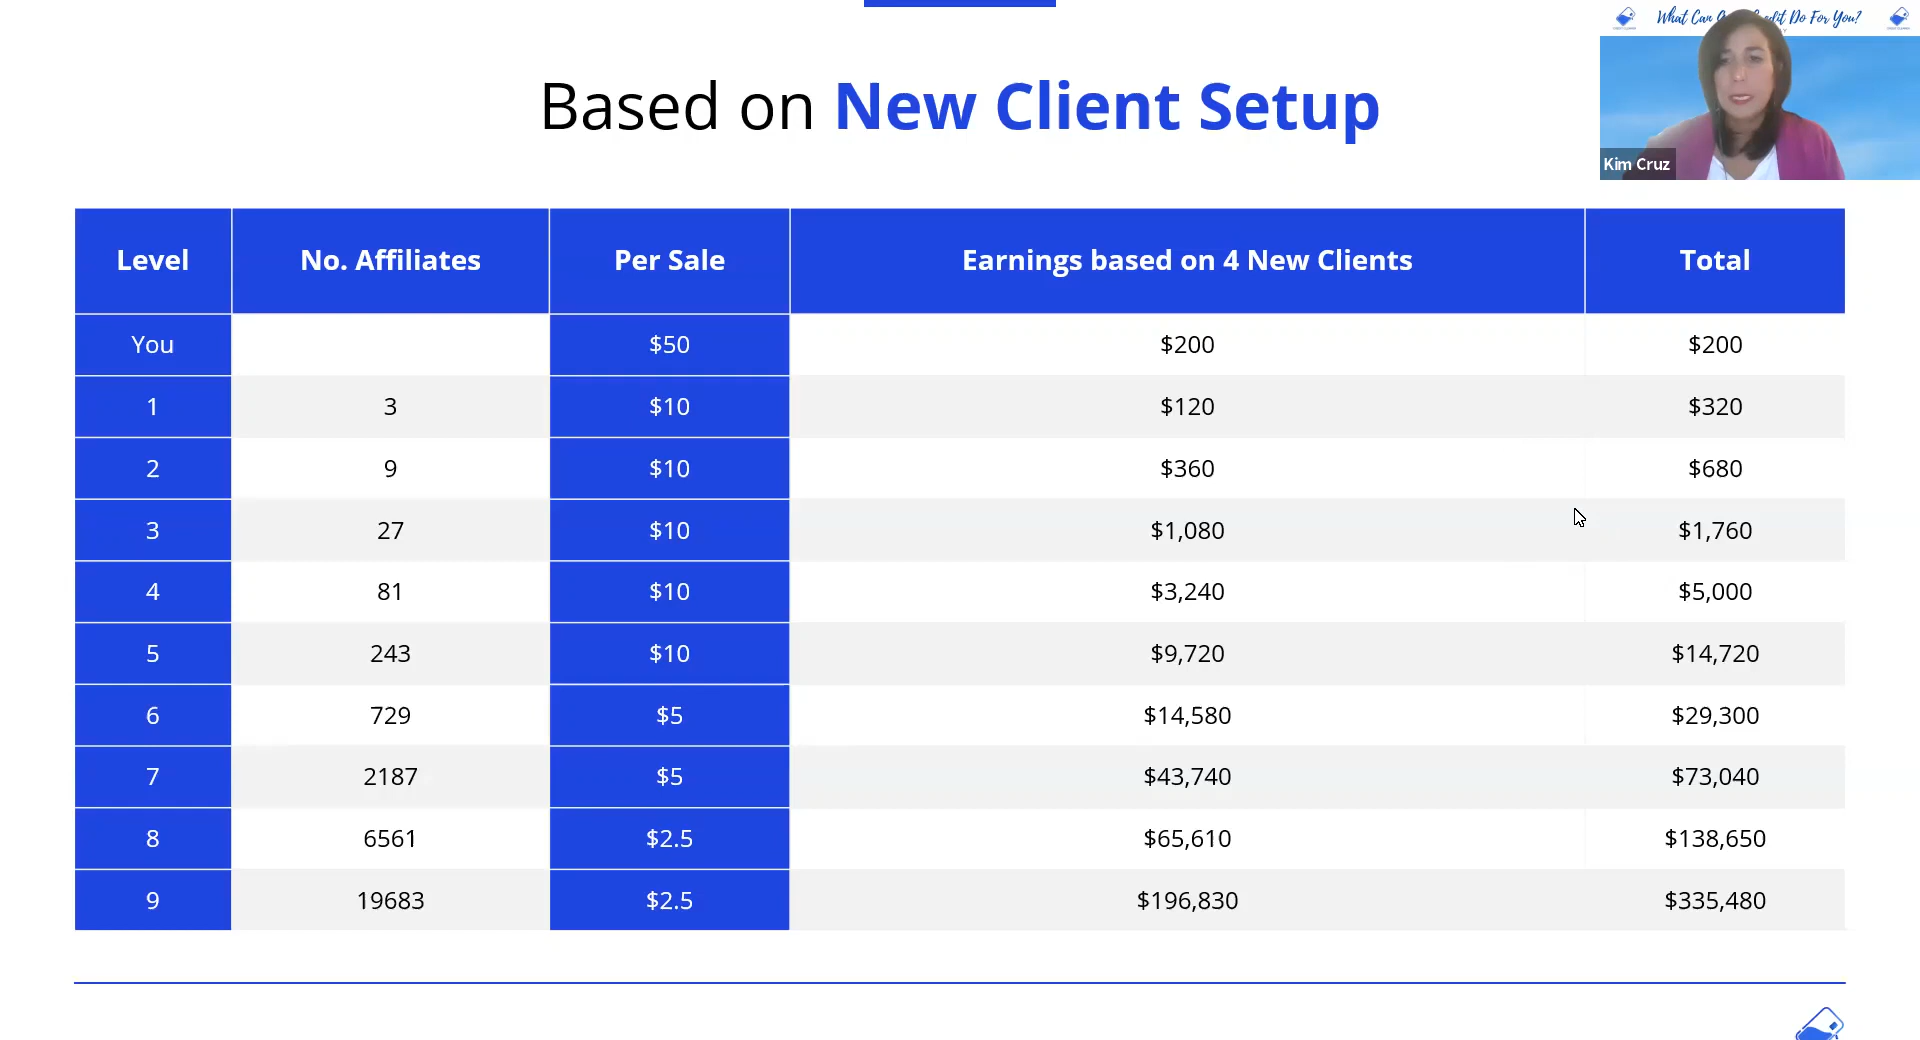 What Can Do For You?
Based on New Client Setup
Kim Cruz
Level No. Affiliates Per Sale Earnings based on 4 New Clients Total
You $50 $200 $200
1 3 $10 $120 $320
2 9 $10 $360 $680
3 27 $10 $1,080 $1,760
4 81 $10 $3,240 $5,000
5 243 $10 $9,720 $14,720
6 729 $5 $14,580 $29,300
7 2187 $5 $43,740 $73,040
8 6561 $2.5 $65,610 $138,650
9 19683 $2.5 $196,830 $335,480